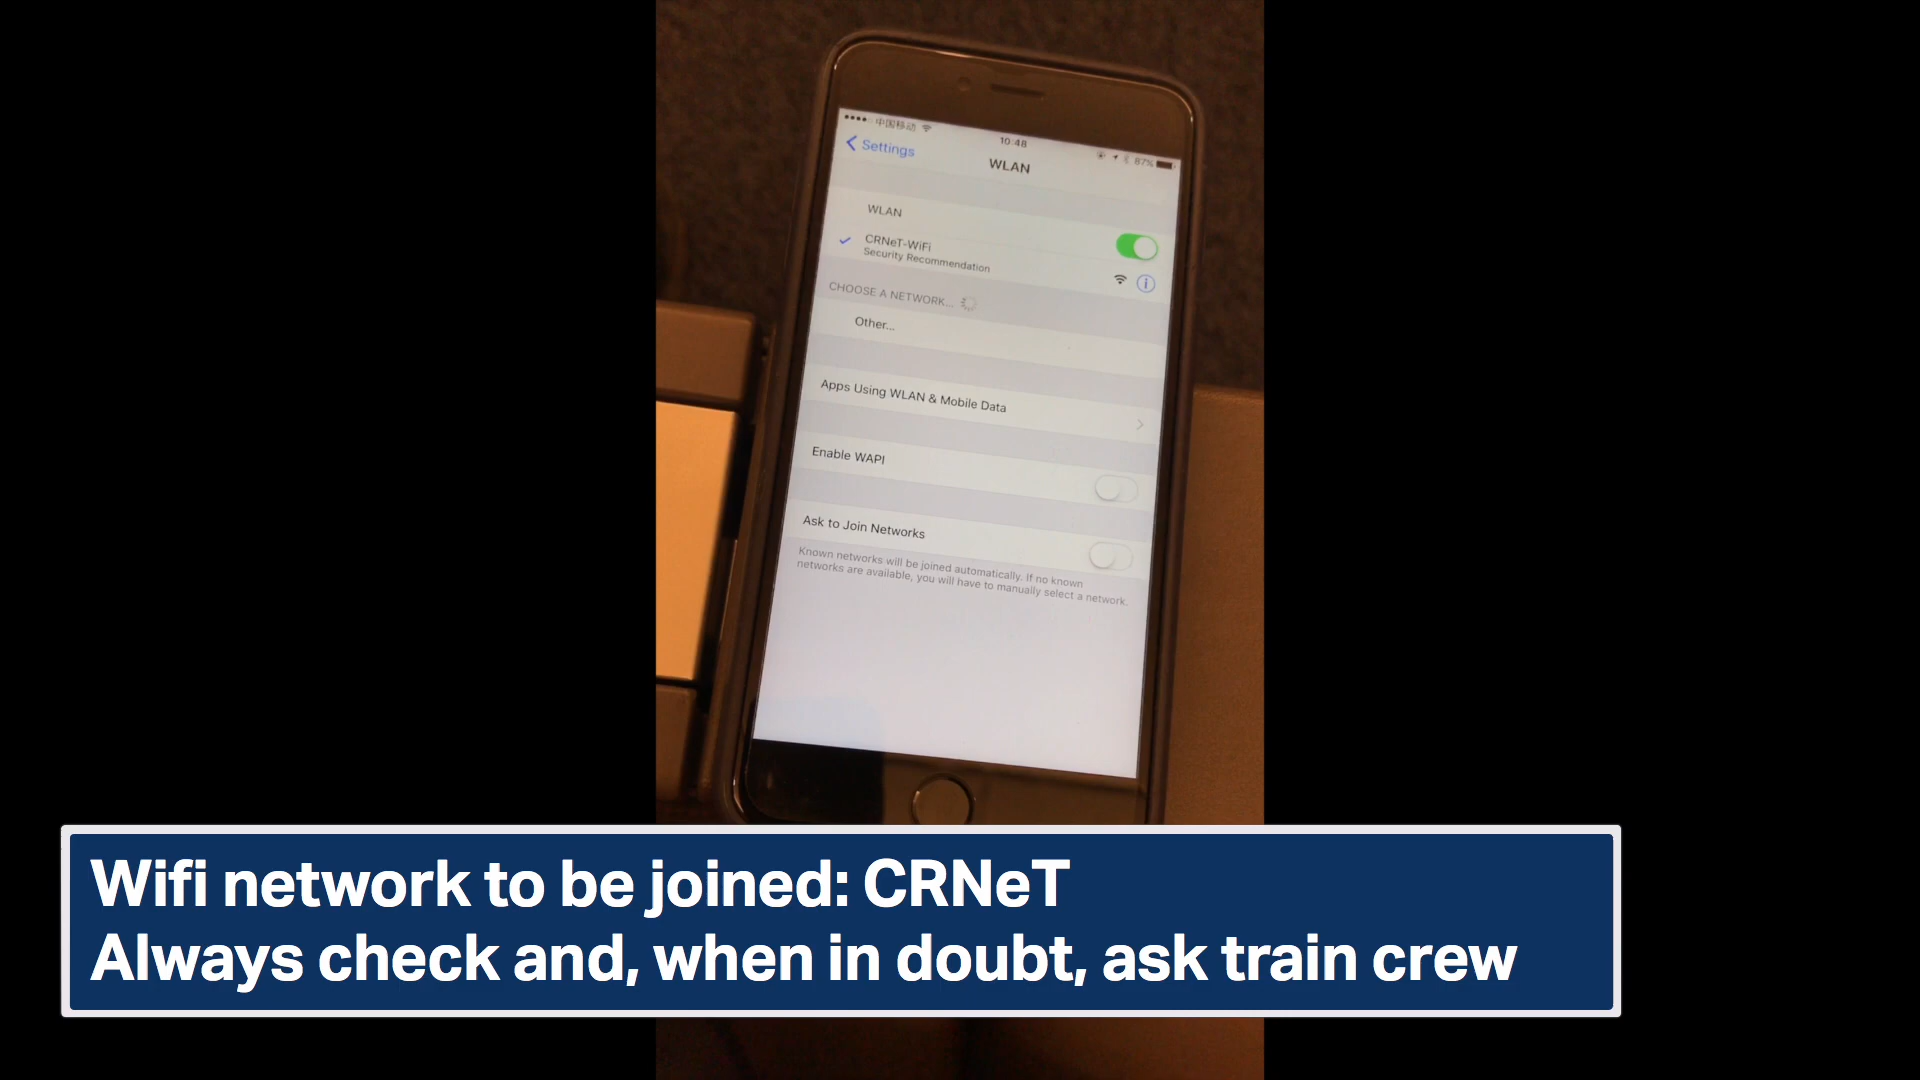 中国移动
10:48
87%
Settings
WLAN
WLAN
CRNeT-WiFi
Security Recommendation
CHOOSE A NETWORK...
Other...
Apps Using WLAN & Mobile Data
Enable WAPI
Ask to Join Networks
Known networks will be joined automatically. If no known
networks are available, you will have to manually select a network.
Wifi network to be joined: CRNeT
Always check and, when in doubt, ask train crew